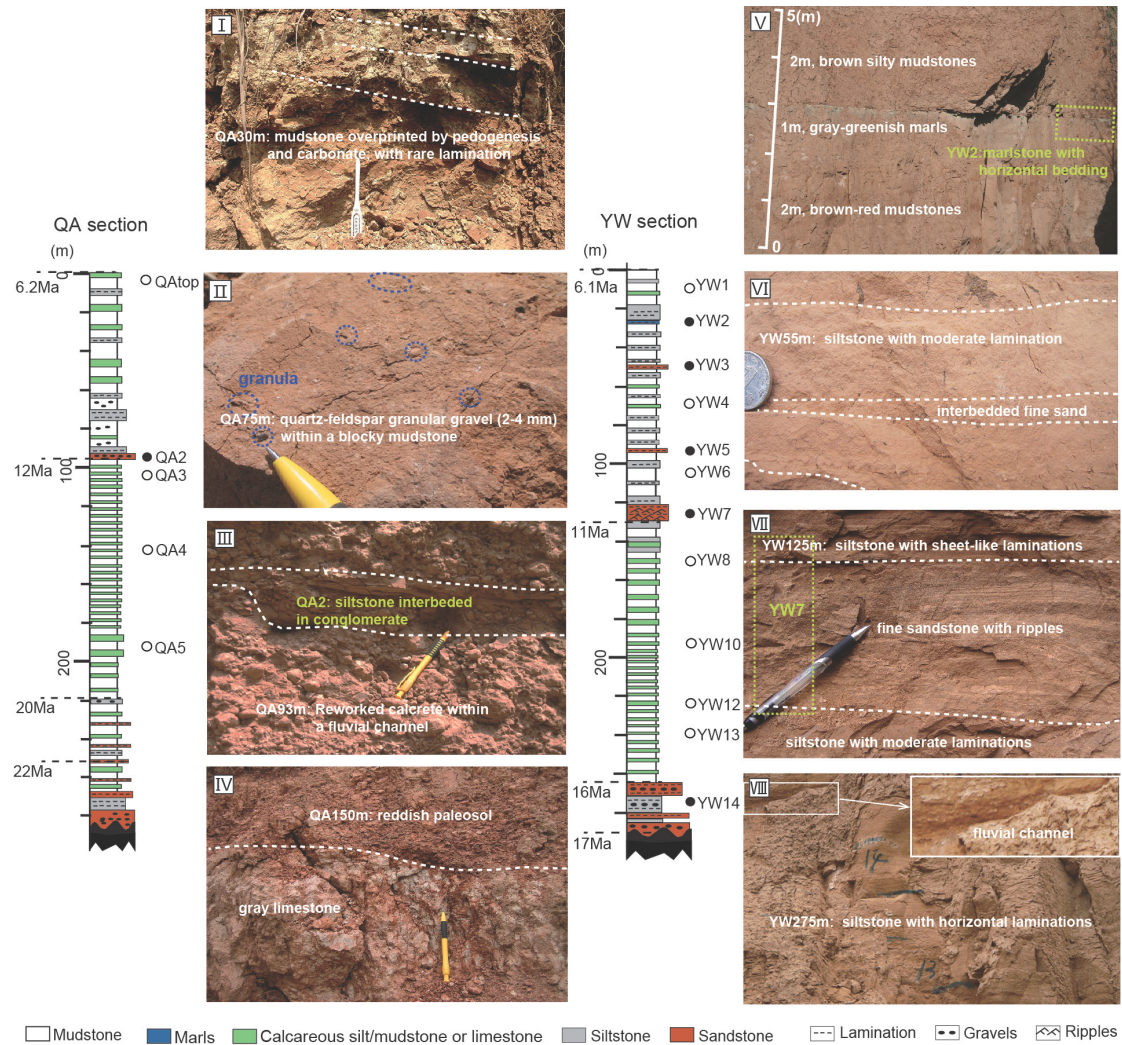 QA section
(m)
0
6.2Ma
QAtop
QA2
12Ma
100
QA3
QA4
QA5
200
20Ma
22Ma
I
QA30m: mudstone overprinted by pedogenesis
and carbonate, with rare lamination
II
granula
QA75m: quartz-feldspar granular gravel (2-4 mm)
within a blocky mudstone
III
QA2: siltstone interbeded
in conglomerate
QA93m: Reworked calcrete within
a fluvial channel
IV
QA150m: reddish paleosol
gray limestone
YW section
(m)
0
6.1Ma
YW1
YW2
YW3
YW4
YW5
100
YW6
YW7
11Ma
YW8
YW10
200
YW12
YW13
16Ma
YW14
17Ma
V
5(m)
2m, brown silty mudstones
1m, gray-greenish marls
YW2:marlstone with
horizontal bedding
2m, brown-red mudstones
0
VI
YW55m: siltstone with moderate lamination
interbedded fine sand
VII
YW125m: siltstone with sheet-like laminations
YW7
fine sandstone with ripples
siltstone with moderate laminations
VIII
fluvial channel
14
YW275m: siltstone with horizontal laminations
13
Mudstone
Marls
Calcareous silt/mudstone or limestone
Siltstone
Sandstone
Lamination
Gravels
Ripples